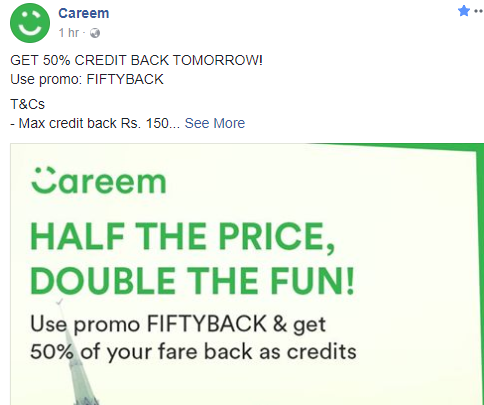 Careem
1 hr ·
GET 50% CREDIT BACK TOMORROW!
Use promo: FIFTYBACK
T&Cs
- Max credit back Rs. 150... See More
Careem
HALF THE PRICE,
DOUBLE THE FUN!
Use promo FIFTYBACK & get
50% of your fare back as credits